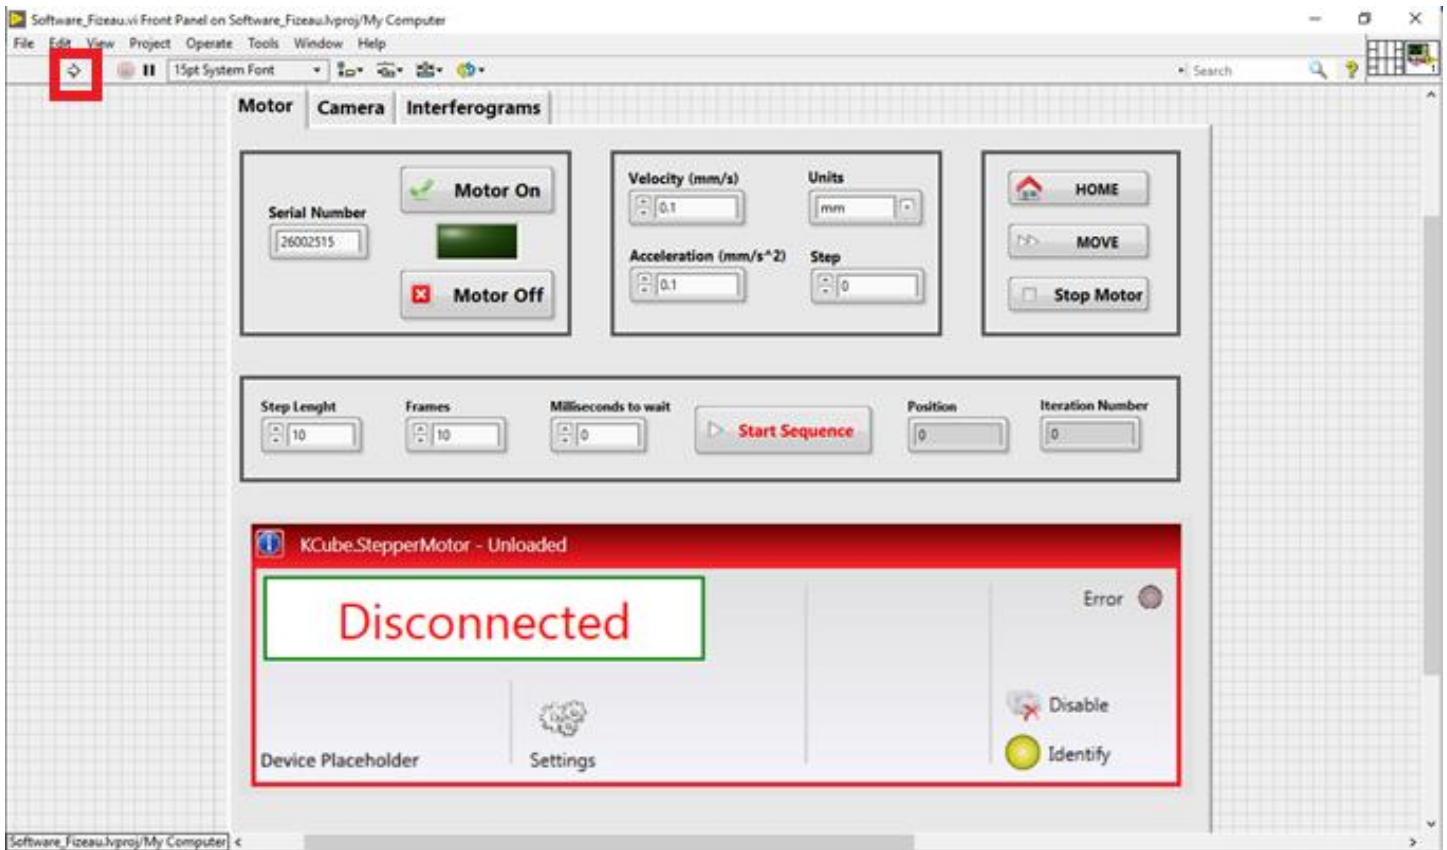 Software_Fizeau.vi Front Panel on Software_Fizeau.lvproj/My Computer
File Edit View Project Operate Tools Window Help
15pt System Font
Search
Motor Camera Interferograms
Serial Number
26002515
Motor On
Motor Off
Velocity (mm/s)
0.1
Units
mm
Acceleration (mm/s^2)
0.1
Step
0
HOME
MOVE
Stop Motor
Step Lenght
10
Frames
10
Milliseconds to wait
0
Start Sequence
Position
0
Iteration Number
0
KCube.StepperMotor - Unloaded
Disconnected
Error
Device Placeholder
Settings
Disable
Identify
Software_Fizeau.lvproj/My Computer